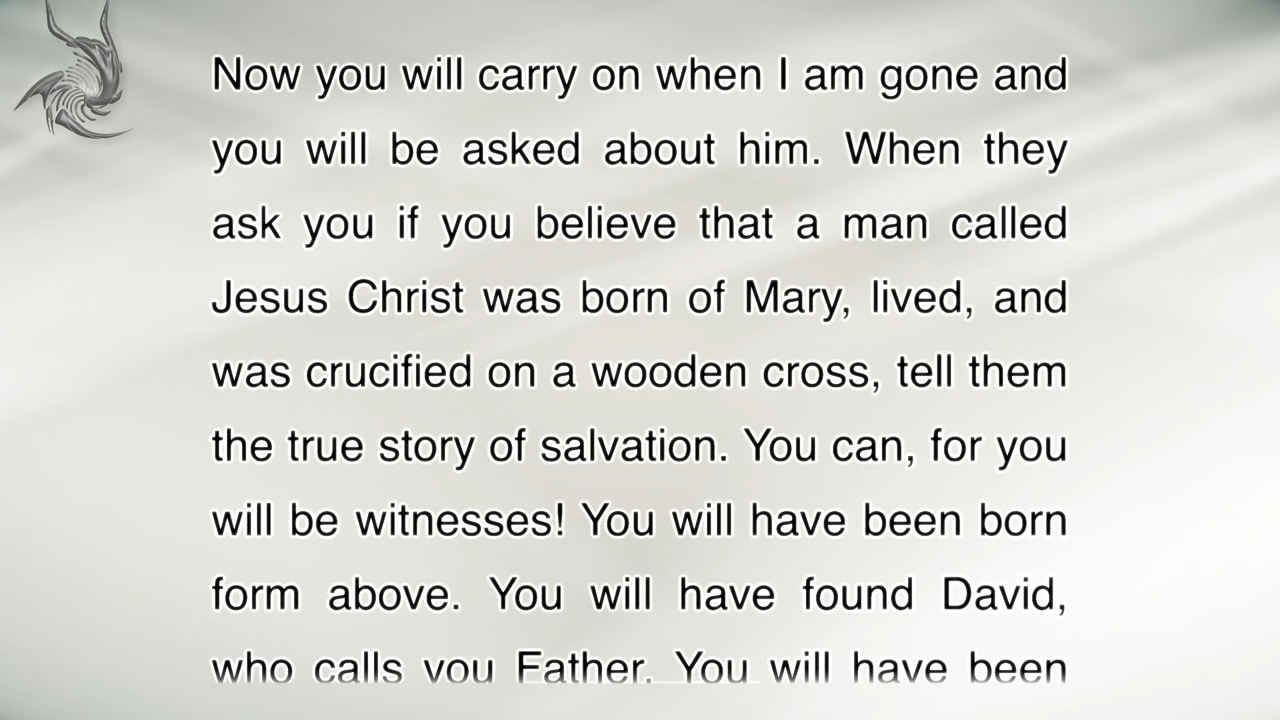 Now you will carry on when I am gone and
you will be asked about him. When they
ask you if you believe that a man called
Jesus Christ was born of Mary, lived, and
was crucified on a wooden cross, tell them
the true story of salvation. You can, for you
will be witnesses! You will have been born
form above. You will have found David,
who calls you Father. You will have been